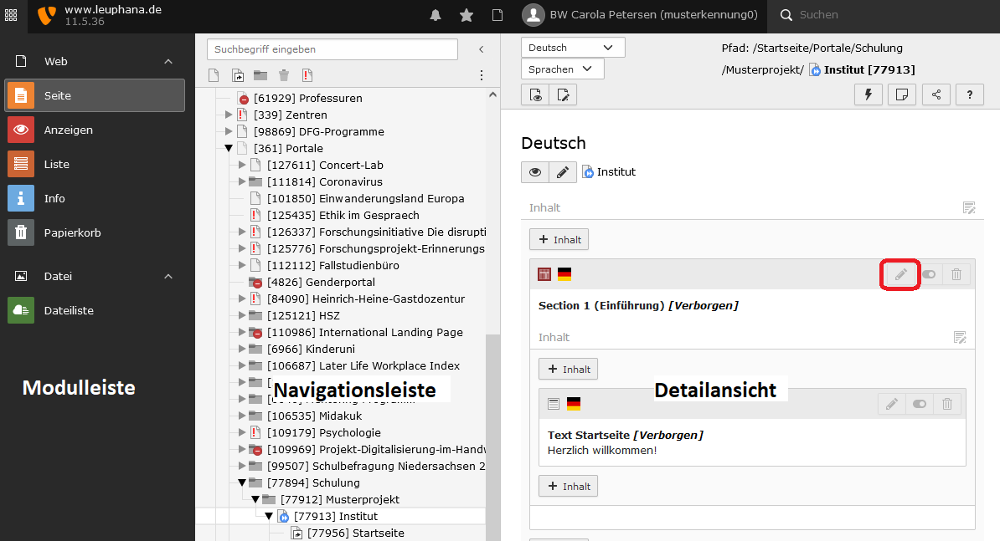 www.leuphana.de
11.5.36
BW Carola Petersen (musterkennung0)
Suchen
Web
Seite
Anzeigen
Liste
Info
Papierkorb
Datei
Dateiliste
Modulleiste
Suchbegriff eingeben
[61929] Professuren
[339] Zentren
[98869] DFG-Programme
[361] Portale
[127611] Concert-Lab
[111814] Coronavirus
[101850] Einwanderungsland Europa
[125435] Ethik im Gespraech
[126337] Forschungsinitiative Die disrupti
[125776] Forschungsprojekt-Erinnerungs
[112112] Fallstudienbüro
[4826] Genderportal
[84090] Heinrich-Heine-Gastdozentur
[125121] HSZ
[110986] International Landing Page
[6966] Kinderuni
[106687] Later Life Workplace Index
[
Navigationsleiste
[106535] Midakuk
[109179] Psychologie
[109969] Projekt-Digitalisierung-im-Handw
[99507] Schulbefragung Niedersachsen 2
[77894] Schulung
[77912] Musterprojekt
[77913] Institut
[77956] Startseite
Deutsch
Sprachen
Pfad: /Startseite/Portale/Schulung
/Musterprojekt/ Institut [77913]
?
Deutsch
Institut
Inhalt
+ Inhalt
Section 1 (Einführung) [Verborgen]
Inhalt
+ Inhalt
Detailansicht
Text Startseite [Verborgen]
Herzlich willkommen!
+ Inhalt